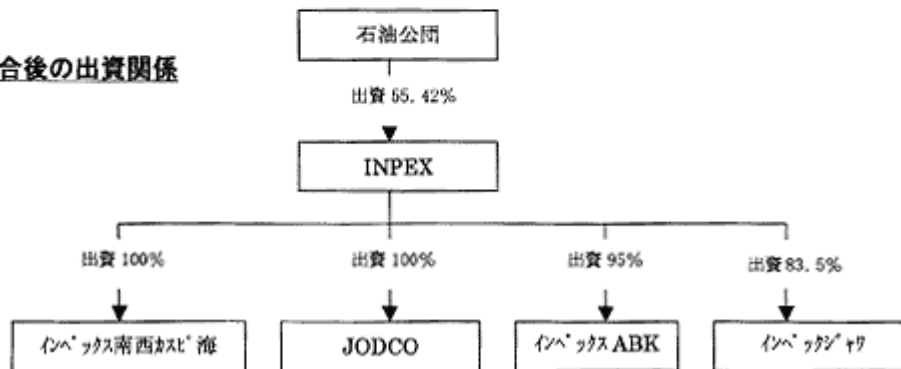 石油公団
合後の出資関係
出資 55.42%
INPEX
出資 100%
出資 100%
出資 95%
出資 83.5%
ｲﾝﾍﾟｯｸｽ南西ｶｽﾋﾟ海
JODCO
ｲﾝﾍﾟｯｸｽ ABK
ｲﾝﾍﾟｯｸｼﾞｬﾜ